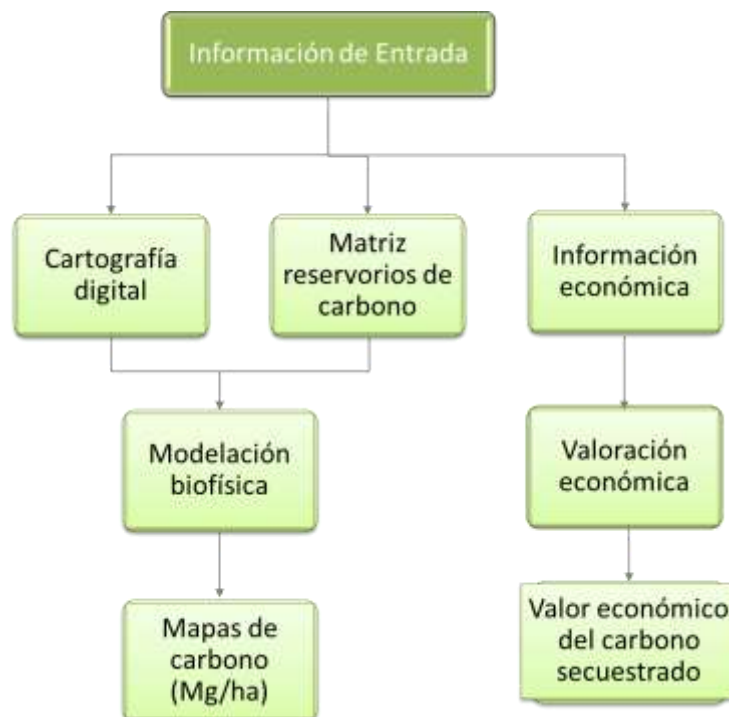 Información de Entrada
Cartografía
digital
Matriz
reservorios de
carbono
Información
económica
Modelación
biofísica
Valoración
económica
Mapas de
carbono
(Mg/ha)
Valor económico
del carbono
secuestrado